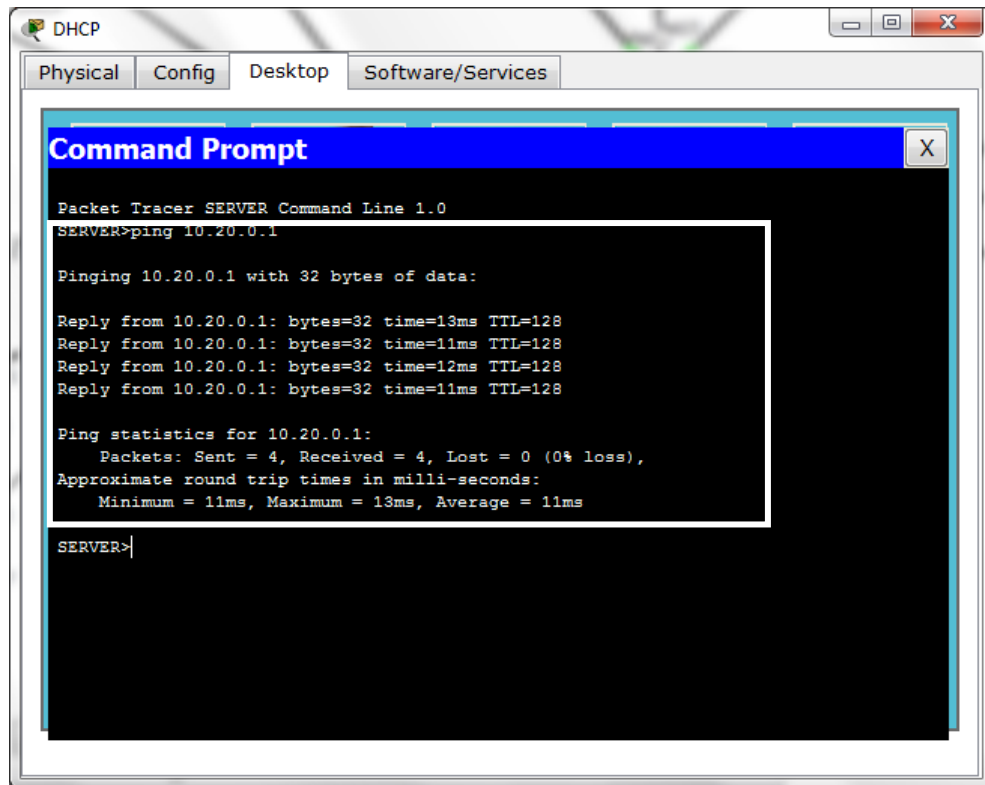 DHCP
Physical Config Desktop Software/Services
Command Prompt X
Packet Tracer SERVER Command Line 1.0
SERVER>ping 10.20.0.1
Pinging 10.20.0.1 with 32 bytes of data:
Reply from 10.20.0.1: bytes=32 time=13ms TTL=128
Reply from 10.20.0.1: bytes=32 time=11ms TTL=128
Reply from 10.20.0.1: bytes=32 time=12ms TTL=128
Reply from 10.20.0.1: bytes=32 time=11ms TTL=128
Ping statistics for 10.20.0.1:
Packets: Sent = 4, Received = 4, Lost = 0 (0% loss),
Approximate round trip times in milli-seconds:
Minimum = 11ms, Maximum = 13ms, Average = 11ms
SERVER>